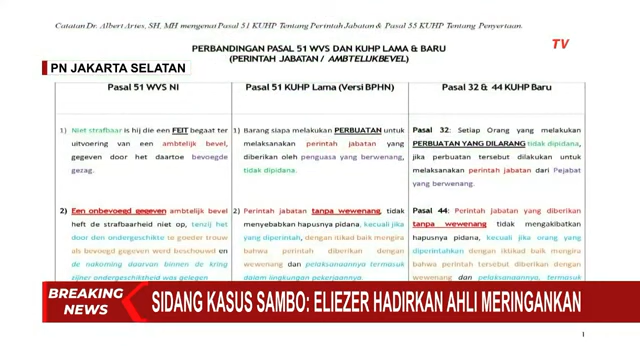 Catatan Dr. Albert Aries, SH, MH mengenai Pasal 51 KUHP Tentang Perintah Jabatan & Pasal 55 KUHP Tentang Penyertaan.
PERBANDINGAN PASAL 51 WVS DAN KUHP LAMA & BARU
(PERINTAH JABATAN / AMBTELIJKBEVEL)
TV
PN JAKARTA SELATAN
Pasal 51 WVS NI
1) Niet strafbaar is hij die een FEIT begaat ter
uitvoering van een ambtelijk bevel,
gegeven door het daartoe bevoegde
gezag.
2) Een onbevoegd gegeven ambtelijk bevel
heft de strafbaarheid niet op, tenzij het
door den ondergeschikte te goeder trouw
als bevoegd gegeven werd beschouwd en
de nakoming daarvan binnen de kring
zijner ondergeschiktheid was gelegen
Pasal 51 KUHP Lama (Versi BPHN)
1) Barang siapa melakukan PERBUATAN untuk
melaksanakan perintah jabatan yang
diberikan oleh penguasa yang berwenang,
tidak dipidana.
2) Perintah jabatan tanpa wewenang, tidak
menyebabkan hapusnya pidana, kecuali jika
yang diperintah, dengan itikad baik mengira
bahwa perintah diberikan dengan
wewenang dan pelaksanaannya termasuk
dalam lingkungan pekerjaannya.
Pasal 32 & 44 KUHP Baru
Pasal 32: Setiap Orang yang melakukan
PERBUATAN YANG DILARANG tidak dipidana,
jika perbuatan tersebut dilakukan untuk
melaksanakan perintah jabatan dari Pejabat
yang berwenang.
Pasal 44: Perintah jabatan yang diberikan
tanpa wewenang tidak mengakibatkan
hapusnya pidana, kecuali jika orang yang
diperintahkan dengan iktikad baik mengira
bahwa perintah tersebut diberikan dengan
wewenang dan pelaksanaannya, termasuk
BREAKING
NEWS
SIDANG KASUS SAMBO: ELIEZER HADIRKAN AHLI MERINGANKAN